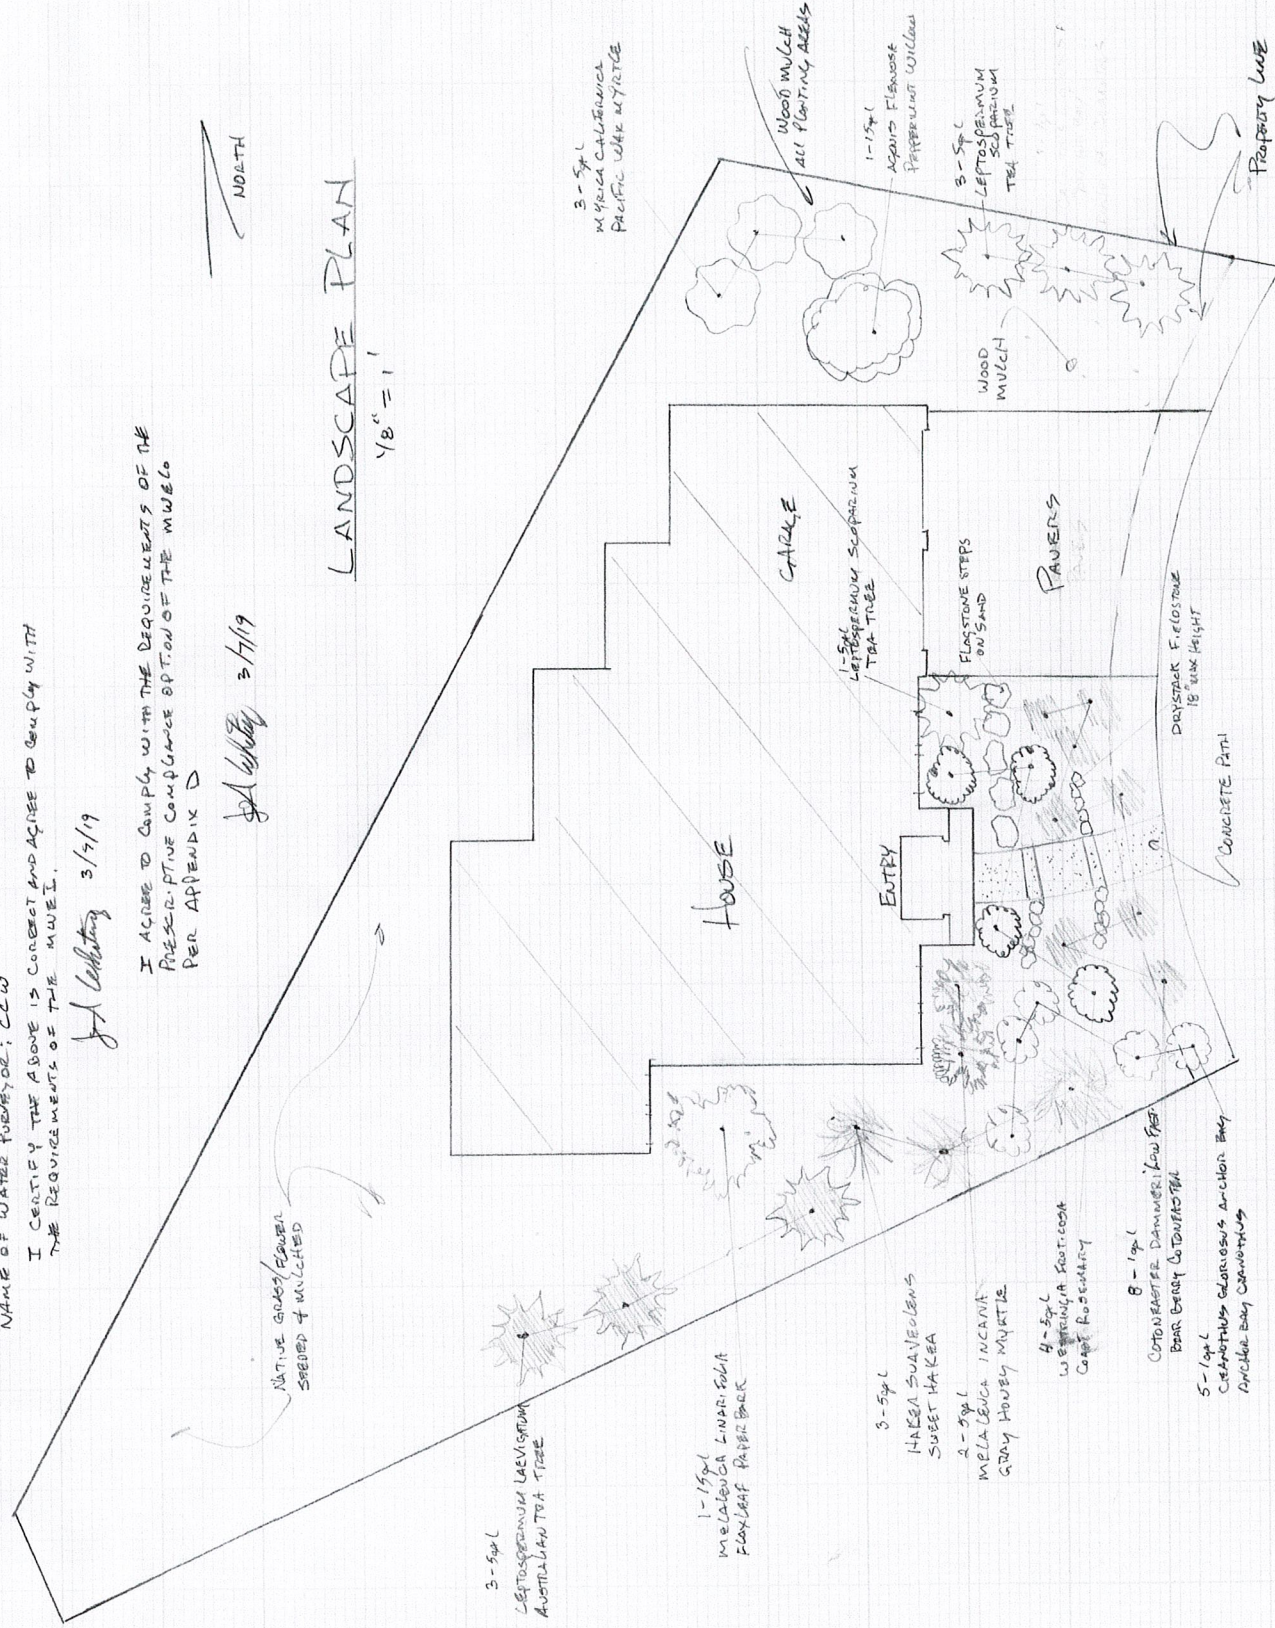 NAME OF WATER PURVEYOR: CCW
I CERTIFY THE ABOVE IS CORRECT AND AGREE TO COMPLY WITH
THE REQUIREMENTS OF THE MWEL.
3/7/19
I AGREE TO COMPLY WITH THE REQUIREMENTS OF THE
PRESCRIPTIVE COMPLIANCE OPTION OF THE MWELO
PER APPENDIX D
3/7/19
NORTH
LANDSCAPE PLAN
1/8" = 1'
NATIVE GRASS/FLOWER
SEEDED & MULCHED
3-5gal
MYRICA CALIFORNICA
PACIFIC WAX MYRTLE
WOOD MULCH
ALL PLANTING AREAS
1-15gal
AGONIS FLEXUOSA
PEPPERMINT WILLOW
3-5gal
LEPTOSPERMUM
SCOPARIUM
TEA TREE
PROPERTY LINE
WOOD
MULCH
HOUSE
GARAGE
ENTRY
1-5gal
LEPTOSPERMUM SCOPARIUM
TEA TREE
FLAGSTONE STEPS
ON SAND
PAVERS
DRYSTACK FIELDSTONE
18" MAX HEIGHT
CONCRETE PATH
3-5gal
LEPTOSPERMUM LAEVIGATUM
AUSTRALIAN TEA TREE
1-15gal
MELALEUCA LINARIFOLIA
FLAXLEAF PAPERBARK
3-5gal
HAKEA SUAVEOLENS
SWEET HAKEA
2-5gal
MELALEUCA INCANA
GRAY HONEY MYRTLE
4-5gal
WESTRINGIA FRUTICOSA
COAST ROSEMARY
8-1gal
COTONEASTER DAMMERI LOWFAST
BEAR BERRY COTONEASTER
5-1gal
CEANOTHUS GLORIOSUS ANCHOR BAY
ANCHOR BAY CEANOTHUS